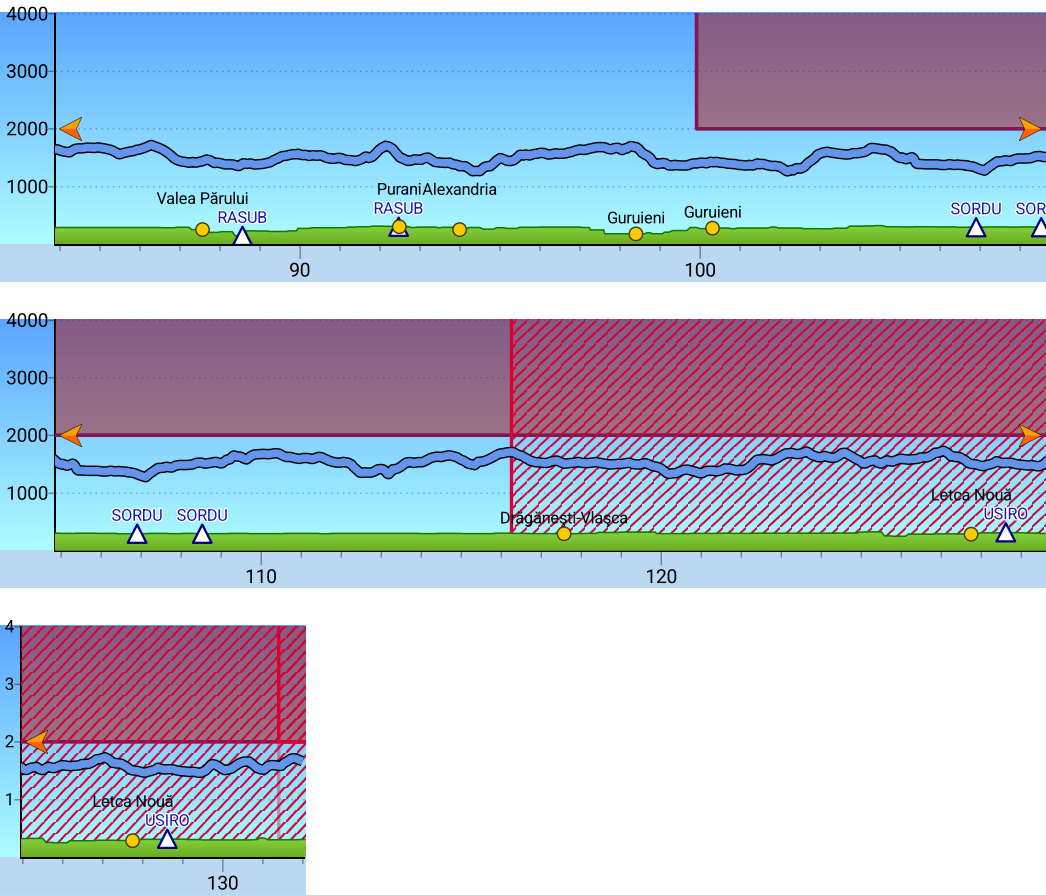 4000
3000
2000
1000
Valea Părului
RASUB
PuraniAlexandria
RASUB
Guruieni
Guruieni
SORDU
SOR
90
100
4000
3000
2000
1000
SORDU
SORDU
Drăgănești-Vlașca
Letca Nouă
USIRO
110
120
4
3
2
1
Letca Nouă
USIRO
130